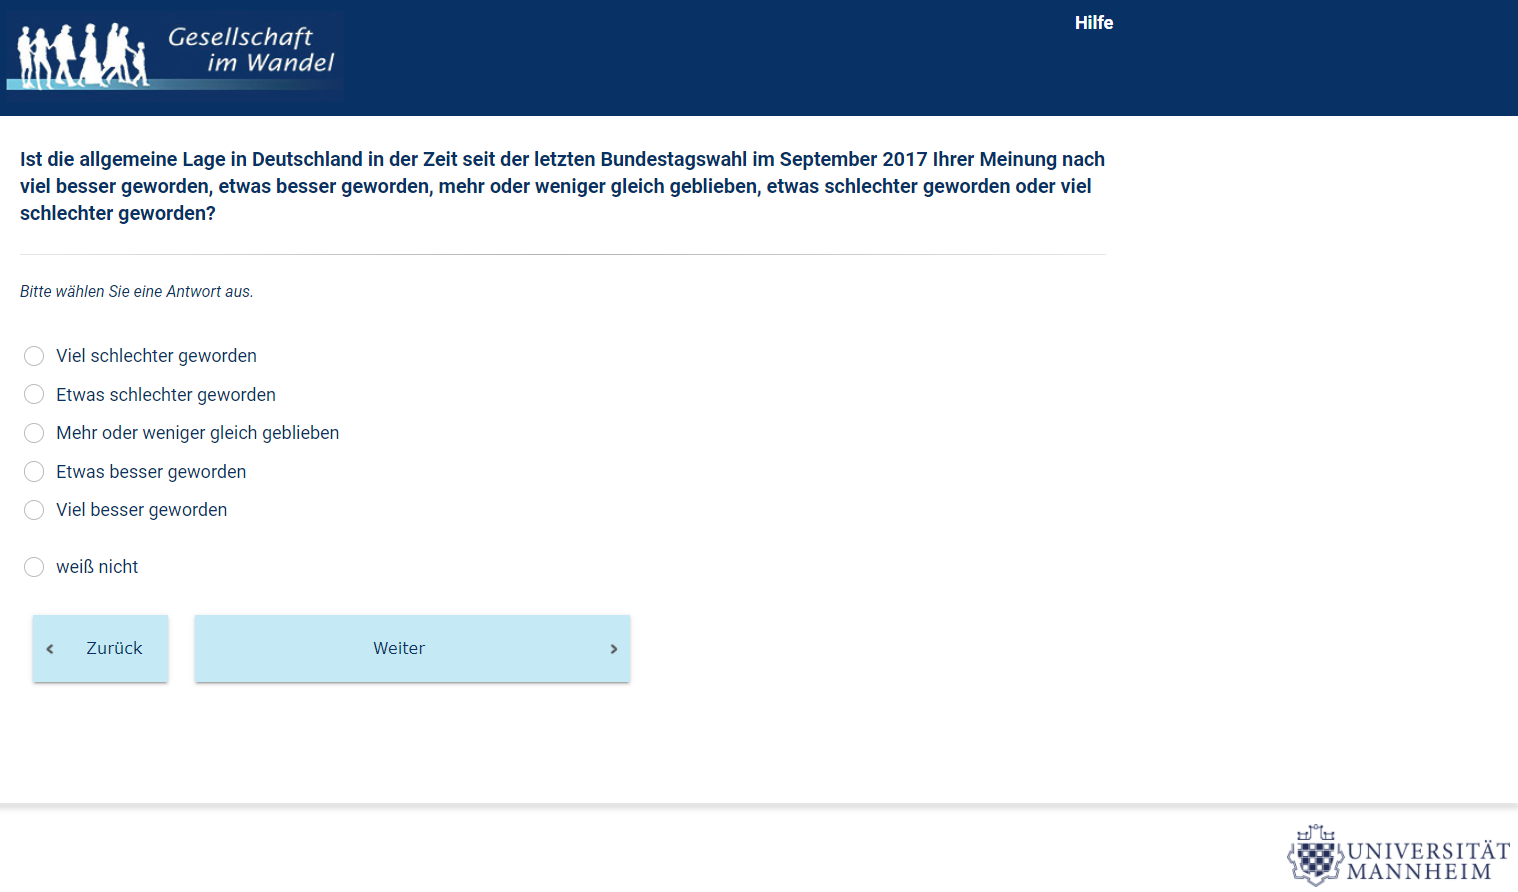 Gesellschaft
im Wandel
Hilfe
Ist die allgemeine Lage in Deutschland in der Zeit seit der letzten Bundestagswahl im September 2017 Ihrer Meinung nach
viel besser geworden, etwas besser geworden, mehr oder weniger gleich geblieben, etwas schlechter geworden oder viel
schlechter geworden?
Bitte wählen Sie eine Antwort aus.
Viel schlechter geworden
Etwas schlechter geworden
Mehr oder weniger gleich geblieben
Etwas besser geworden
Viel besser geworden
weiß nicht
Zurück
Weiter
UNIVERSITÄT
MANNHEIM